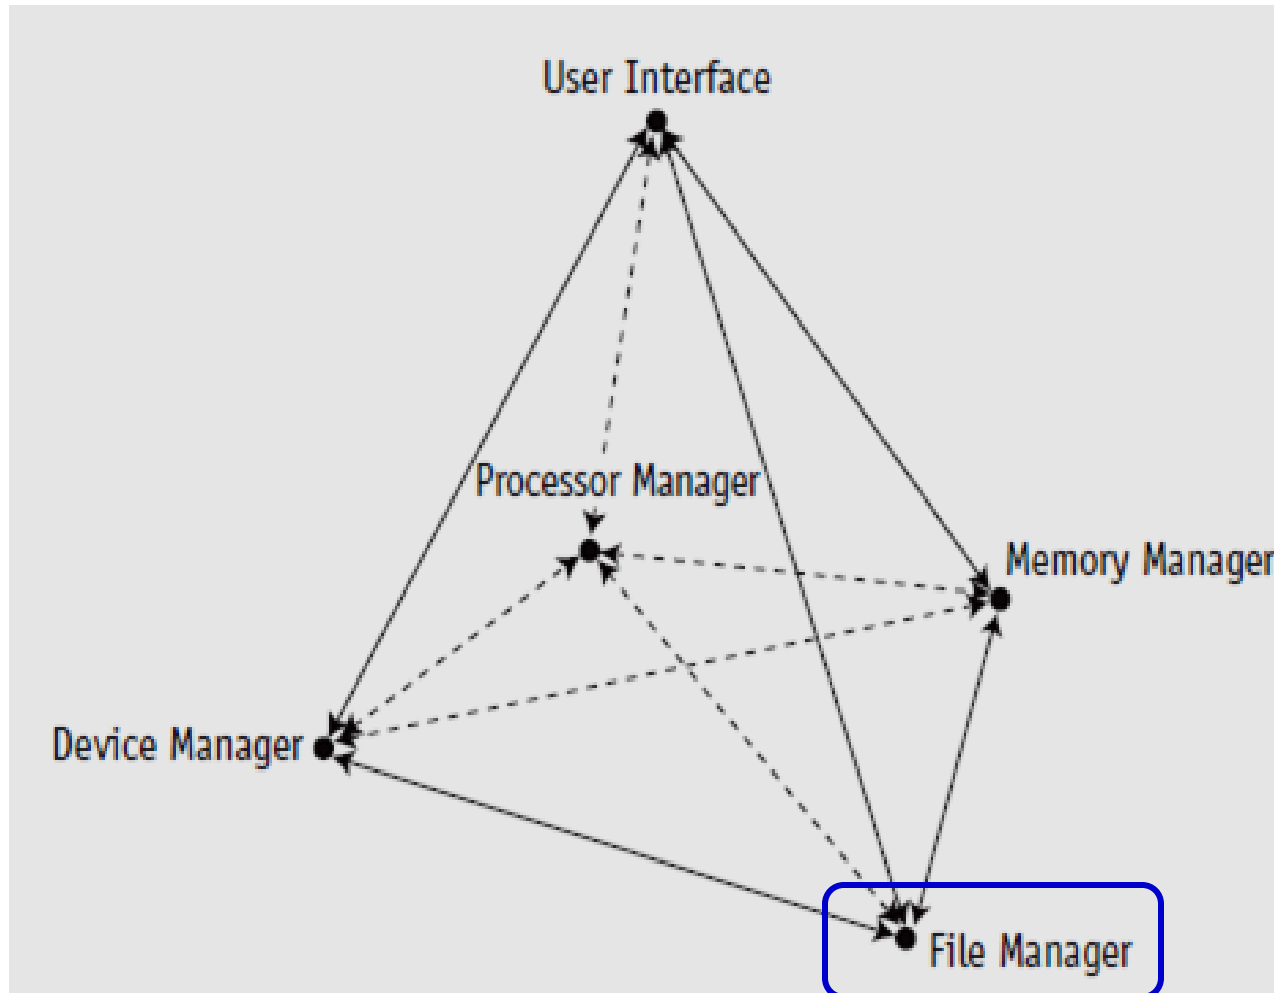 User Interface
Processor Manager
Memory Manager
Device Manager
File Manager